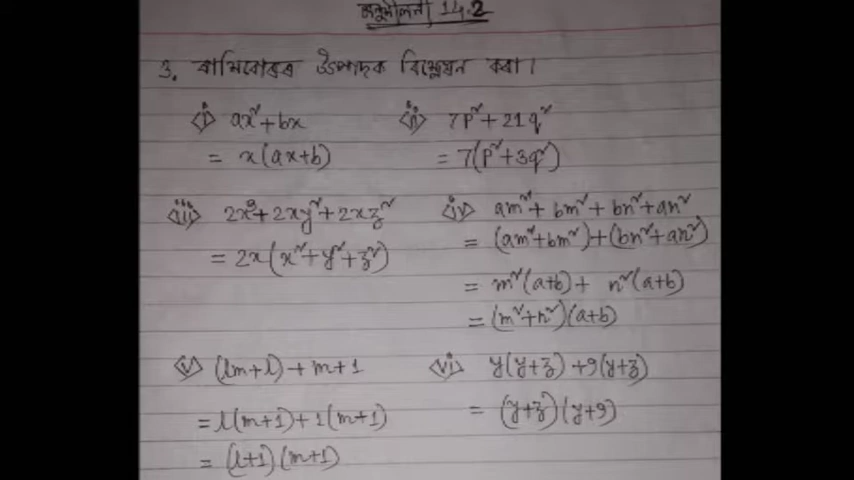 অনুশীলনী 14.2
3. ৰাশিবোৰৰ উৎপাদক বিশ্লেষণ কৰা।
(i) ax² + bx
= x(ax+b)
(ii) 7p² + 21q²
= 7(p²+3q²)
(iii) 2x³ + 2xy² + 2xz²
= 2x(x² + y² + z²)
(iv) am² + bm² + bn² + an²
= (am² + bm²) + (bn² + an²)
= m²(a+b) + n²(a+b)
= (m²+n²)(a+b)
(v) (lm+l) + m+1
= l(m+1) + 1(m+1)
= (l+1)(m+1)
(vi) y(y+z) + 9(y+z)
= (y+z)(y+9)